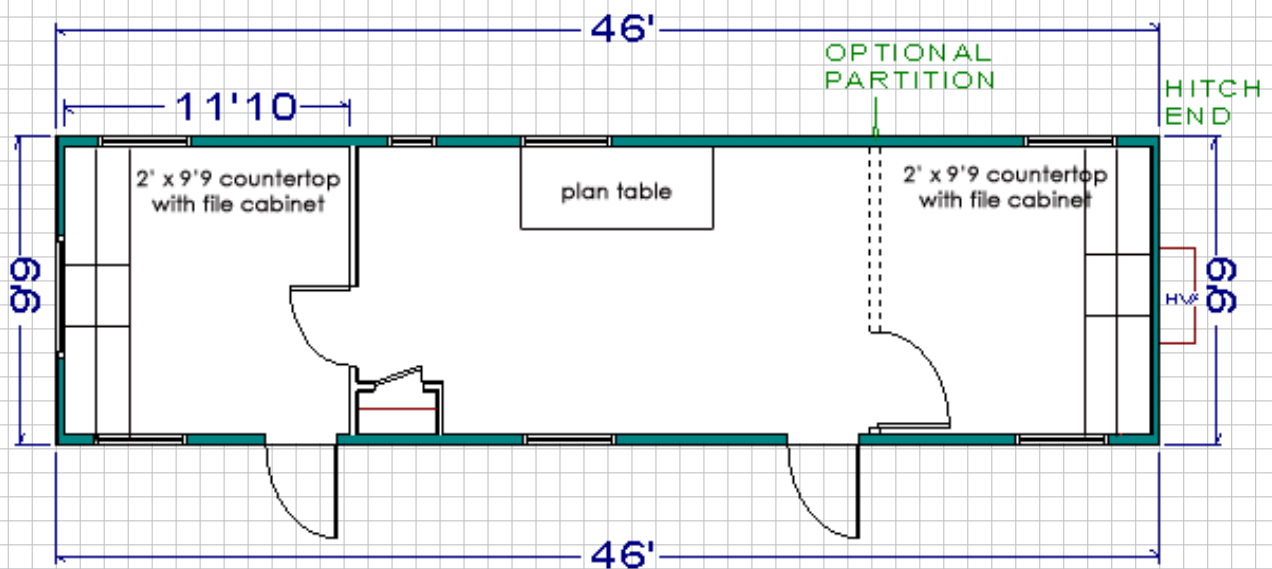 46'
OPTIONAL
PARTITION
11'10
HITCH
END
2' x 9'9 countertop
with file cabinet
plan table
2' x 9'9 countertop
with file cabinet
9'9
9'9
46'